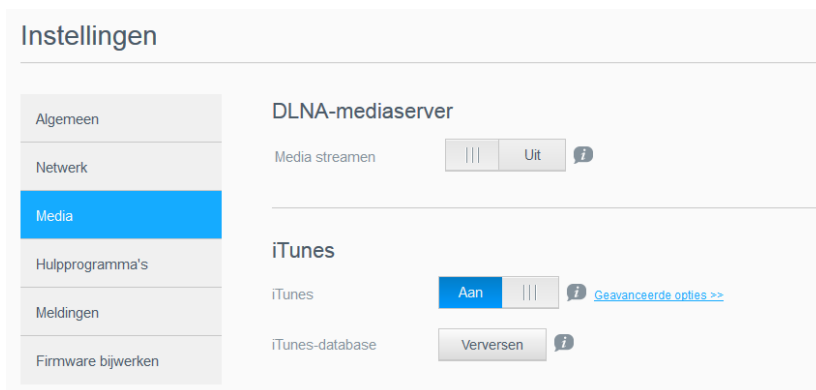 Instellingen
Algemeen
Netwerk
Media
Hulpprogramma's
Meldingen
Firmware bijwerken
DLNA-mediaserver
Media streamen
Uit
iTunes
iTunes
Aan
Geavanceerde opties >>
iTunes-database
Verversen